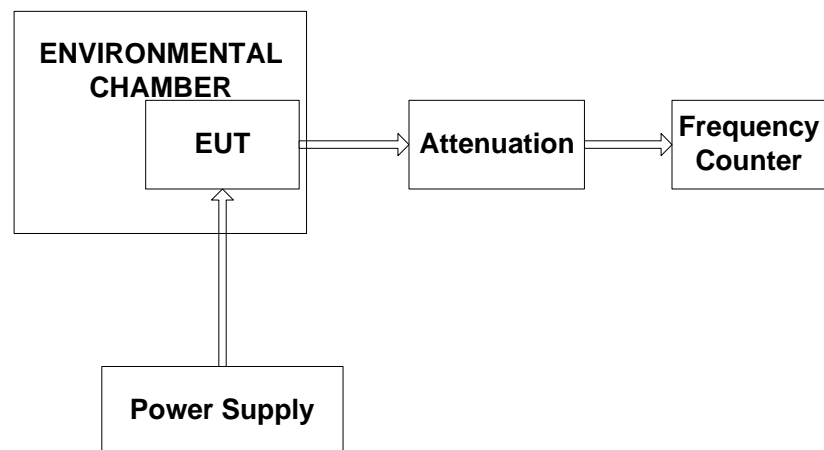 ENVIRONMENTAL
CHAMBER
EUT
Attenuation
Frequency
Counter
Power Supply